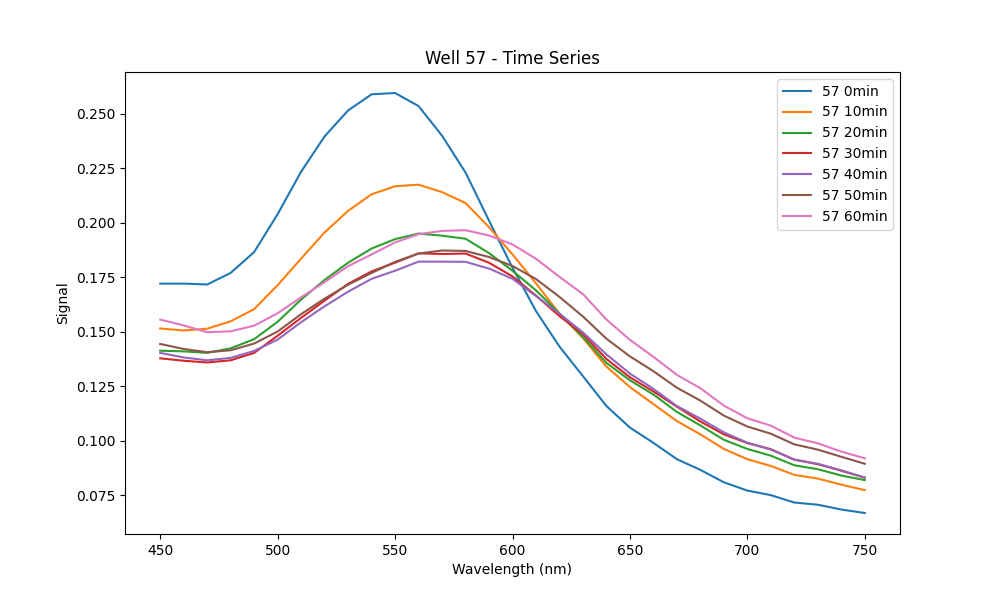 Well 57 - Time Series
57 0min
57 10min
57 20min
57 30min
57 40min
57 50min
57 60min
Signal
0.250
0.225
0.200
0.175
0.150
0.125
0.100
0.075
450 500 550 600 650 700 750
Wavelength (nm)